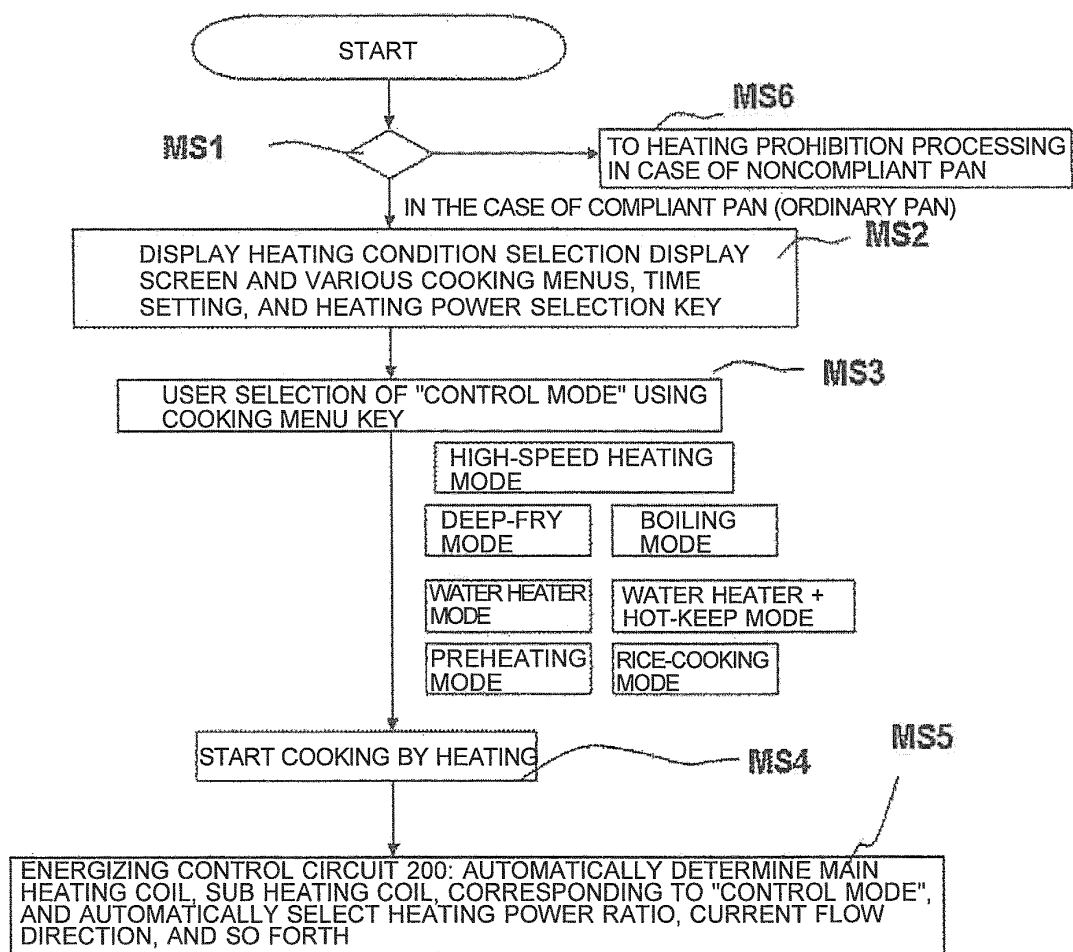 START
MS6
MS1
TO HEATING PROHIBITION PROCESSING
IN CASE OF NONCOMPLIANT PAN
IN THE CASE OF COMPLIANT PAN (ORDINARY PAN)
MS2
DISPLAY HEATING CONDITION SELECTION DISPLAY
SCREEN AND VARIOUS COOKING MENUS, TIME
SETTING, AND HEATING POWER SELECTION KEY
MS3
USER SELECTION OF "CONTROL MODE" USING
COOKING MENU KEY
HIGH-SPEED HEATING
MODE
DEEP-FRY
MODE
BOILING
MODE
WATER HEATER
MODE
WATER HEATER +
HOT-KEEP MODE
PREHEATING
MODE
RICE-COOKING
MODE
START COOKING BY HEATING
MS4
MS5
ENERGIZING CONTROL CIRCUIT 200: AUTOMATICALLY DETERMINE MAIN
HEATING COIL, SUB HEATING COIL, CORRESPONDING TO "CONTROL MODE",
AND AUTOMATICALLY SELECT HEATING POWER RATIO, CURRENT FLOW
DIRECTION, AND SO FORTH